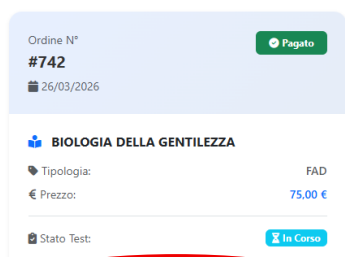 Ordine N°
Pagato
#742
26/03/2026
BIOLOGIA DELLA GENTILEZZA
Tipologia: FAD
Prezzo: 75,00 €
Stato Test: In Corso